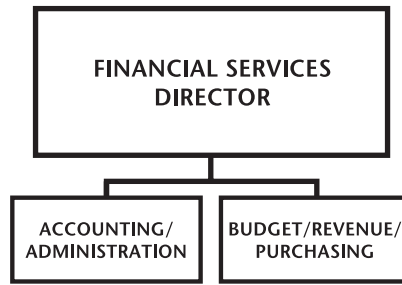 FINANCIAL SERVICES
DIRECTOR
ACCOUNTING/
ADMINISTRATION
BUDGET/REVENUE/
PURCHASING